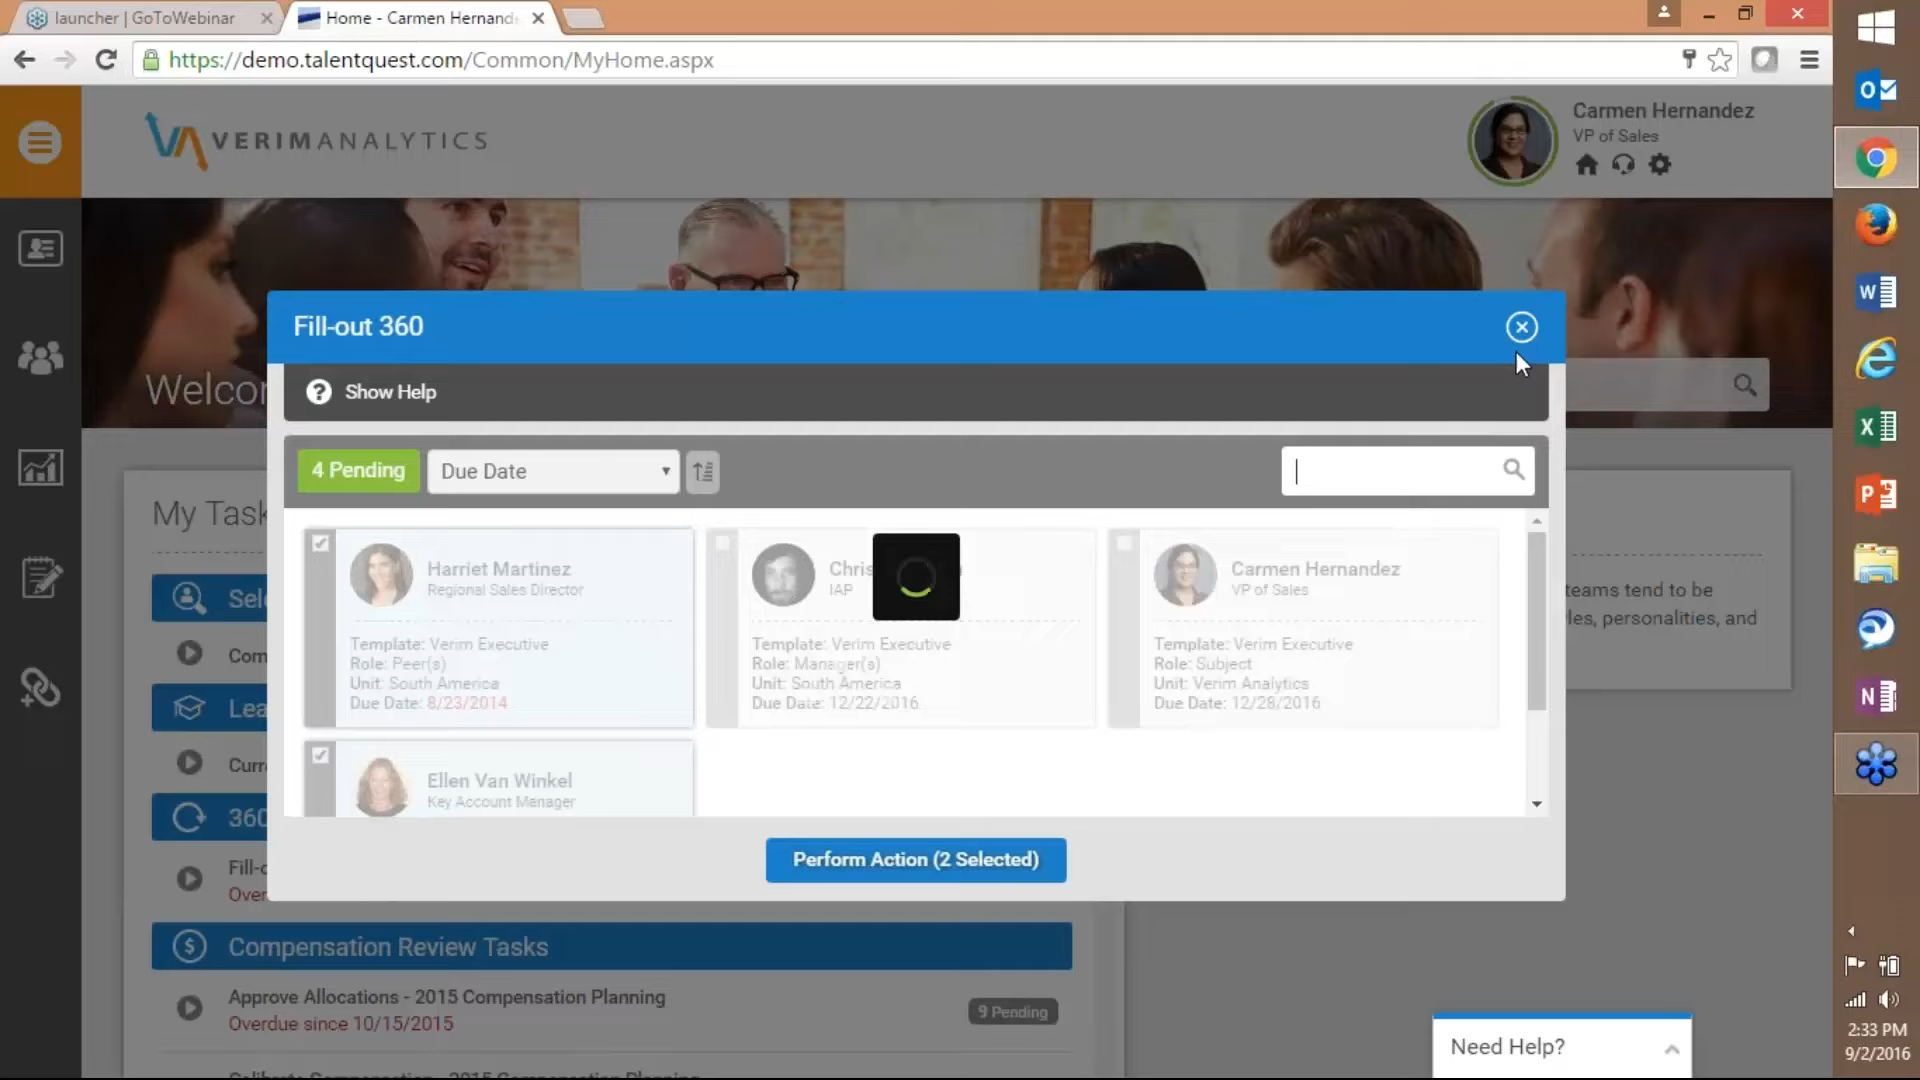 launcher | GoToWebinar
Home - Carmen Hernand
https://demo.talentquest.com/Common/MyHome.aspx
VERIMANALYTICS
Carmen Hernandez
VP of Sales
Welco
Fill-out 360
Show Help
4 Pending
Due Date
Harriet Martinez
Regional Sales Director
Template: Verim Executive
Role: Peer(s)
Unit: South America
Due Date: 8/23/2014
Chris
IAP
Template: Verim Executive
Role: Manager(s)
Unit: South America
Due Date: 12/22/2016
Carmen Hernandez
VP of Sales
Template: Verim Executive
Role: Subject
Unit: Verim Analytics
Due Date: 12/28/2016
Ellen Van Winkel
Key Account Manager
Perform Action (2 Selected)
My Task
Sele
Com
Lea
Curr
360
Fill-o
Over
teams tend to be
les, personalities, and
Compensation Review Tasks
Approve Allocations - 2015 Compensation Planning
Overdue since 10/15/2015
9 Pending
Calibrate Compensation - 2015 Compensation Planning
Need Help?
2:33 PM
9/2/2016